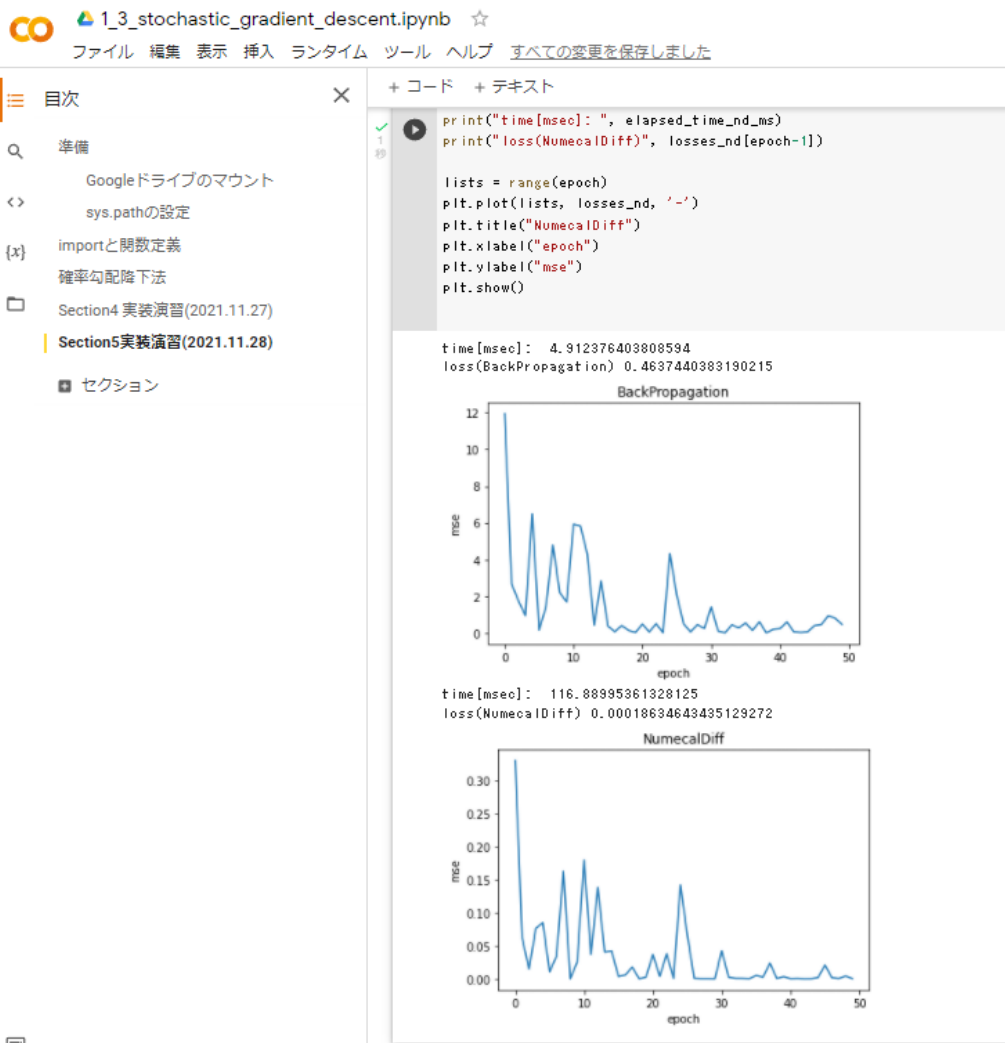 1_3_stochastic_gradient_descent.ipynb
ファイル 編集 表示 挿入 ランタイム ツール ヘルプ すべての変更を保存しました
目次
準備
Googleドライブのマウント
sys.pathの設定
importと関数定義
確率勾配降下法
Section4 実装演習(2021.11.27)
Section5実装演習(2021.11.28)
セクション
{x}
+ コード + テキスト
1
秒
print("time[msec]: ", elapsed_time_nd_ms)
print("loss(NumecalDiff)", losses_nd[epoch-1])
lists = range(epoch)
plt.plot(lists, losses_nd, '-')
plt.title("NumecalDiff")
plt.xlabel("epoch")
plt.ylabel("mse")
plt.show()
time[msec]: 4.912376403808594
loss(BackPropagation) 0.4637440383190215
BackPropagation
12
10
8
6
4
2
0
mse
0 10 20 30 40 50
epoch
time[msec]: 116.88995361328125
loss(NumecalDiff) 0.00018634643435129272
NumecalDiff
0.30
0.25
0.20
0.15
0.10
0.05
0.00
mse
0 10 20 30 40 50
epoch